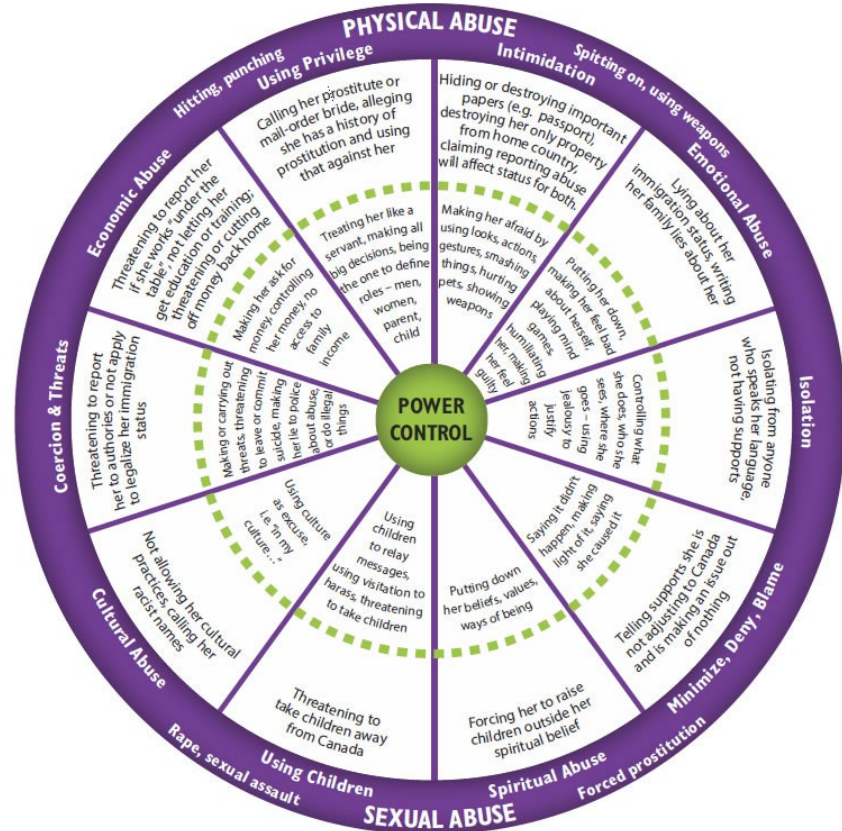 PHYSICAL ABUSE
Hitting, punching
Spitting on, using weapons
Using Privilege
Calling her prostitute or
mail-order bride, alleging
she has a history of
prostitution and using
that against her
Treating her like a
servant, making all
big decisions, being
the one to define
roles – men,
women,
parent,
child
Intimidation
Hiding or destroying important
papers (e.g. passport),
destroying her only property
from home country,
claiming reporting abuse
will affect status for both.
Making her afraid by
using looks, actions,
gestures, smashing
things, hurting
pets, showing
weapons
Emotional Abuse
Lying about her
immigration status, writing
her family lies about her
Putting her down,
making her feel bad
about herself,
playing mind
games,
humiliating
her, making
her feel
guilty
Isolation
Isolating from anyone
who speaks her language,
not having supports
Controlling what
she does, who she
sees, where she
goes – using
jealousy to
justify
actions
Minimize, Deny, Blame
Telling supports she is
not adjusting to Canada
and is making an issue out
of nothing
Saying it didn't
happen, making
light of it, saying
she caused it
Spiritual Abuse
Forcing her to raise
children outside her
spiritual belief
Putting down
her beliefs, values,
ways of being
Using Children
Threatening to
take children away
from Canada
Using
children
to relay
messages,
using visitation to
harass, threatening
to take children
Cultural Abuse
Not allowing her cultural
practices, calling her
racist names
Using culture
as excuse,
i.e. "in my
culture…"
Coercion & Threats
Threatening to report
her to authorities or not apply
to legalize her immigration
status
Making or carrying out
threats, threatening
to leave or commit
suicide, making
her lie to police
about abuse,
or do illegal
things
Economic Abuse
Threatening to report her
if she works "under the
table", not letting her
get education or training;
threatening or cutting
off money back home
Making her ask for
money, controlling
her money, no
access to
family
income
POWER
CONTROL
Rape, sexual assault
Forced prostitution
SEXUAL ABUSE